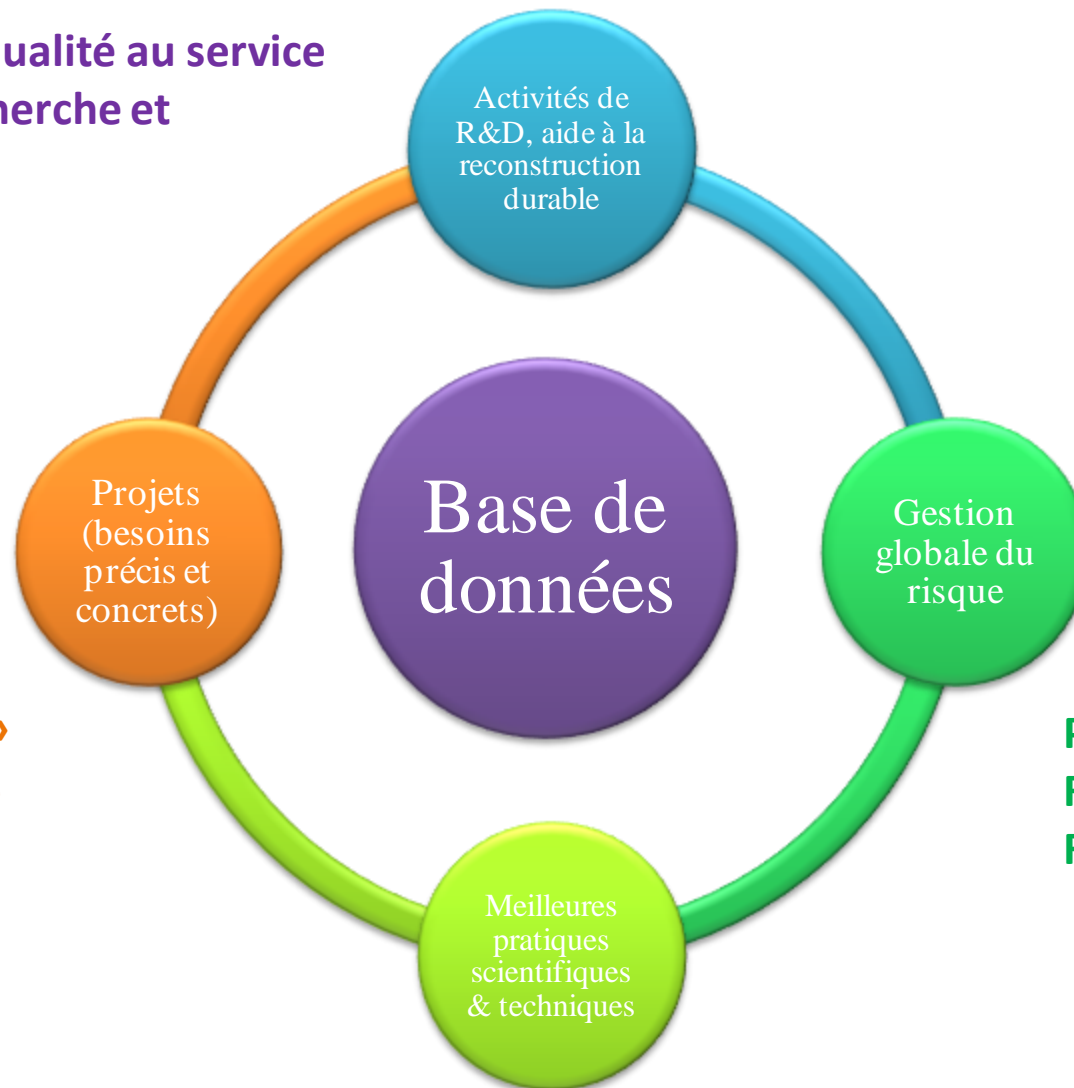 ualité au service
herche et
Activités de
R&D, aide à la
reconstruction
durable
Projets
(besoins
précis et
concrets)
Base de
données
Gestion
globale du
risque
»
Meilleures
pratiques
scientifiques
& techniques